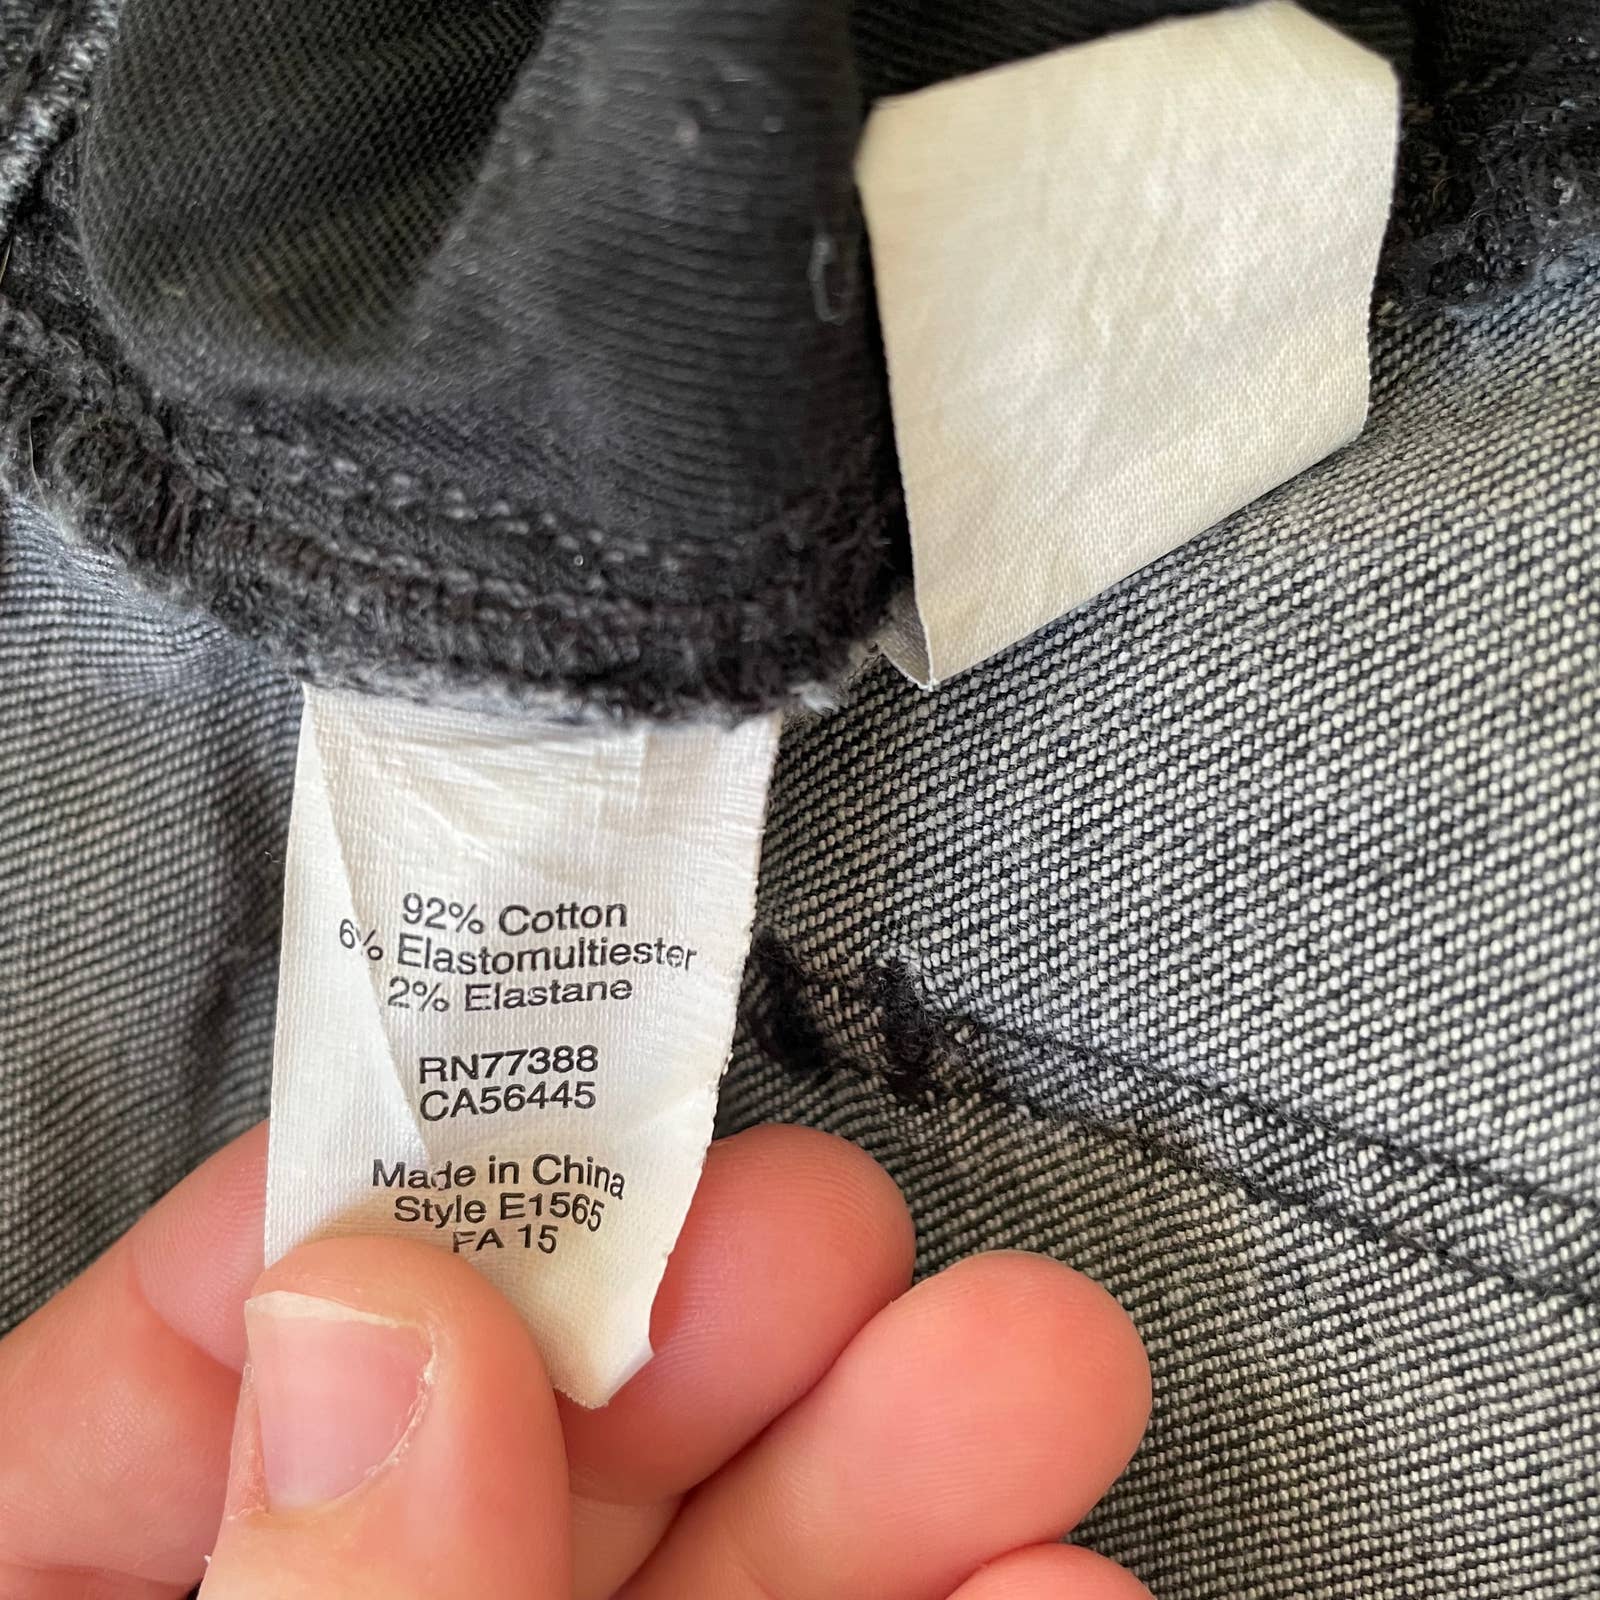 92% Cotton
6% Elastomultiester
2% Elastane
RN77388
CA56445
Made in China
Style E1565
FA 15